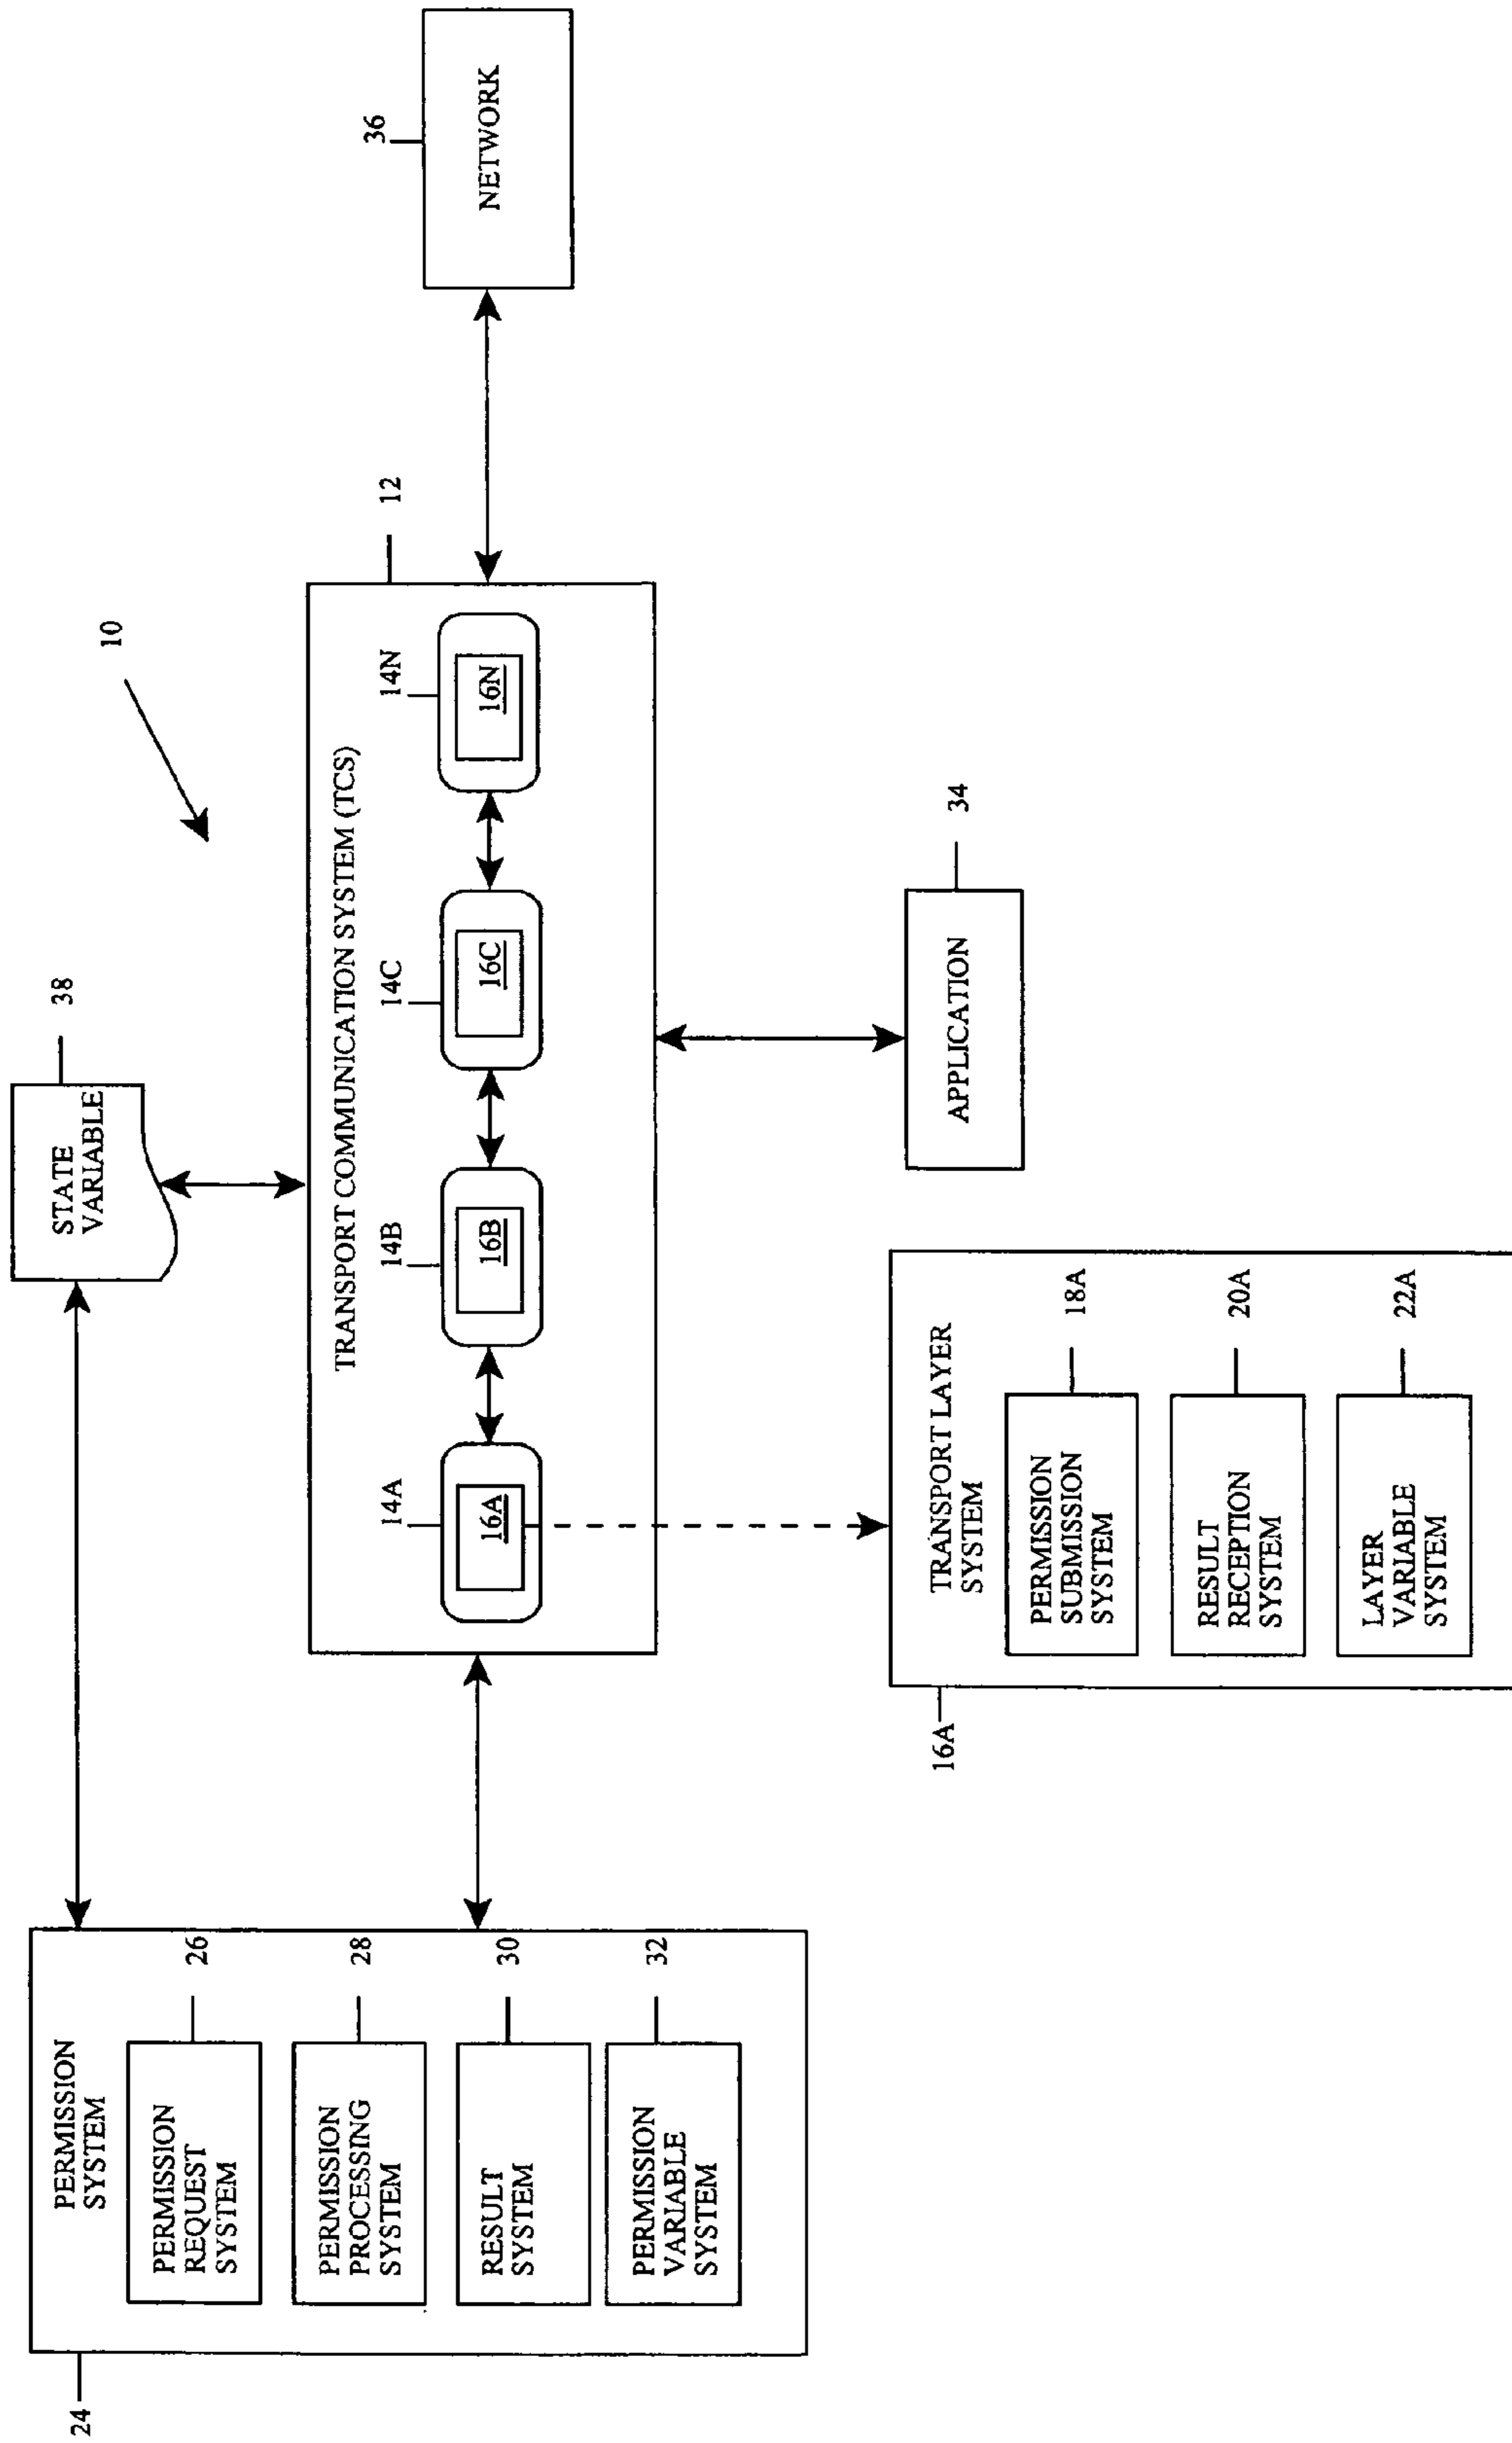 24
PERMISSION
SYSTEM
PERMISSION
REQUEST
SYSTEM
26
PERMISSION
PROCESSING
SYSTEM
28
RESULT
SYSTEM
30
PERMISSION
VARIABLE
SYSTEM
32
STATE
VARIABLE
38
10
TRANSPORT COMMUNICATION SYSTEM (TCS)
12
14A
14B
14C
14N
16A
16B
16C
16N
36
NETWORK
16A
TRANSPORT LAYER
SYSTEM
PERMISSION
SUBMISSION
SYSTEM
18A
RESULT
RECEPTION
SYSTEM
20A
LAYER
VARIABLE
SYSTEM
22A
APPLICATION
34